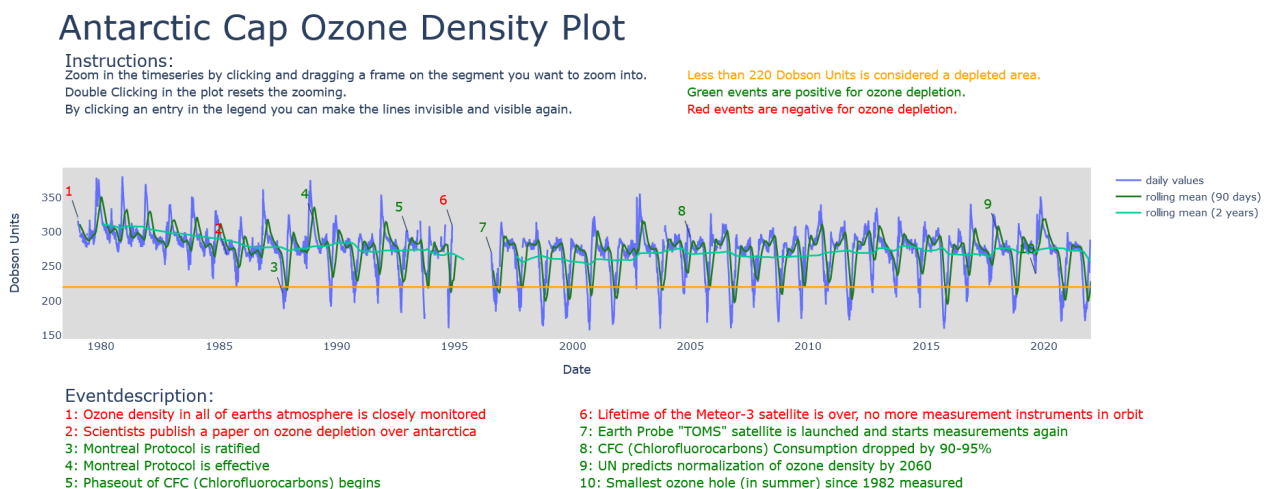 Antarctic Cap Ozone Density Plot
Instructions:
Zoom in the timeseries by clicking and dragging a frame on the segment you want to zoom into.
Double Clicking in the plot resets the zooming.
By clicking an entry in the legend you can make the lines invisible and visible again.
Less than 220 Dobson Units is considered a depleted area.
Green events are positive for ozone depletion.
Red events are negative for ozone depletion.
Dobson Units
350
300
250
200
150
1
2
3
4
5
6
7
8
9
10
1980
1985
1990
1995
2000
2005
2010
2015
2020
Date
daily values
rolling mean (90 days)
rolling mean (2 years)
Eventdescription:
1: Ozone density in all of earths atmosphere is closely monitored
2: Scientists publish a paper on ozone depletion over antarctica
3: Montreal Protocol is ratified
4: Montreal Protocol is effective
5: Phaseout of CFC (Chlorofluorocarbons) begins
6: Lifetime of the Meteor-3 satellite is over, no more measurement instruments in orbit
7: Earth Probe "TOMS" satellite is launched and starts measurements again
8: CFC (Chlorofluorocarbons) Consumption dropped by 90-95%
9: UN predicts normalization of ozone density by 2060
10: Smallest ozone hole (in summer) since 1982 measured